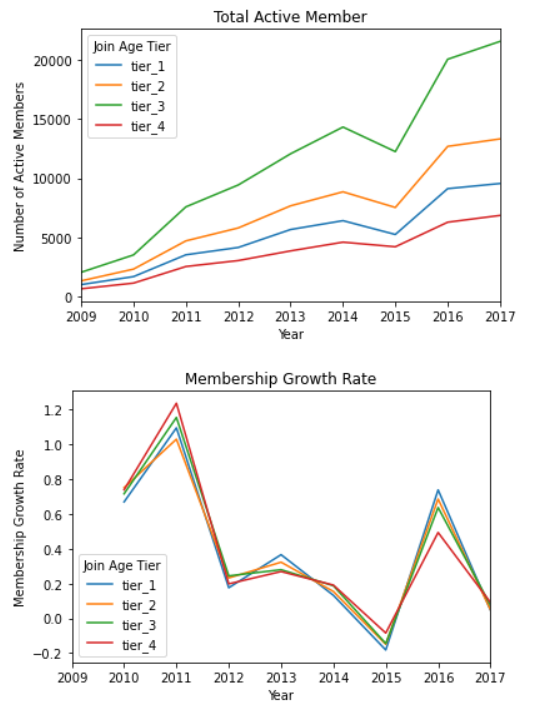 Total Active Member
Number of Active Members
20000
15000
10000
5000
0
Join Age Tier
tier_1
tier_2
tier_3
tier_4
2009 2010 2011 2012 2013 2014 2015 2016 2017
Year
Membership Growth Rate
Membership Growth Rate
1.2
1.0
0.8
0.6
0.4
0.2
0.0
−0.2
Join Age Tier
tier_1
tier_2
tier_3
tier_4
2009 2010 2011 2012 2013 2014 2015 2016 2017
Year